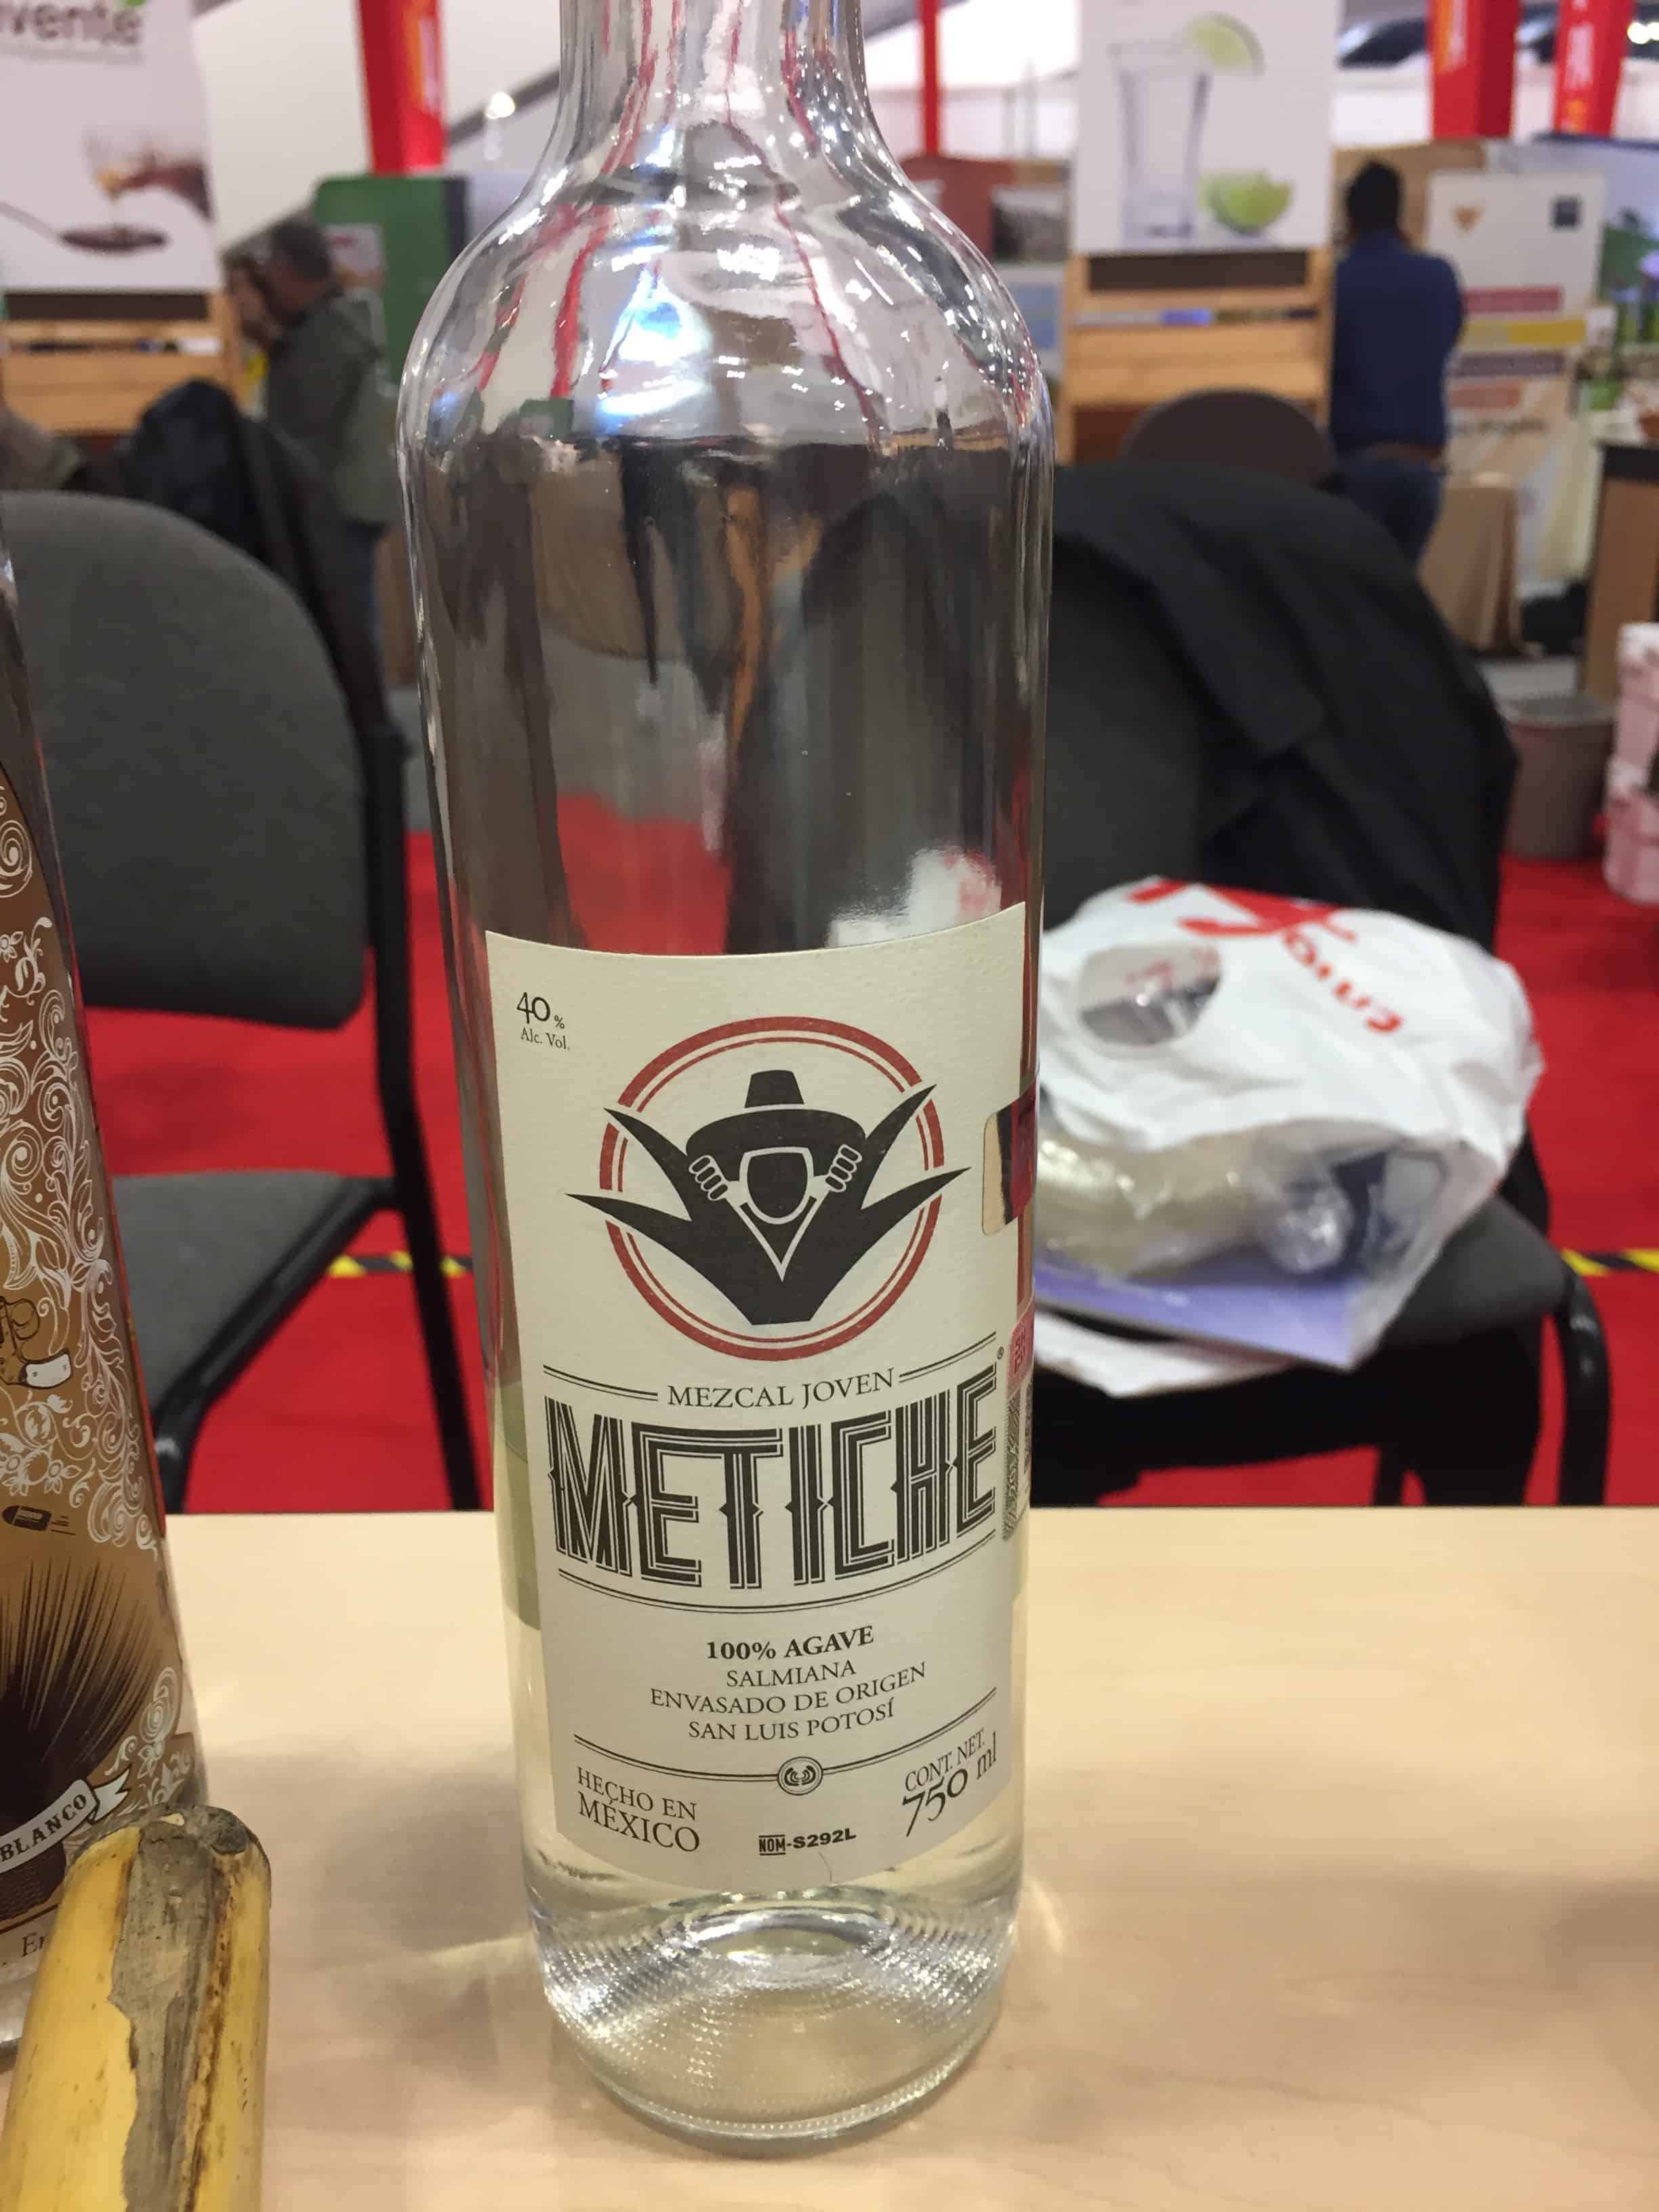 40%
Alc. Vol.
MEZCAL JOVEN
METICHE®
100% AGAVE
SALMIANA
ENVASADO DE ORIGEN
SAN LUIS POTOSÍ
HECHO EN
MÉXICO
CONT. NET.
750 ml
NOM-S292L
BLANCO